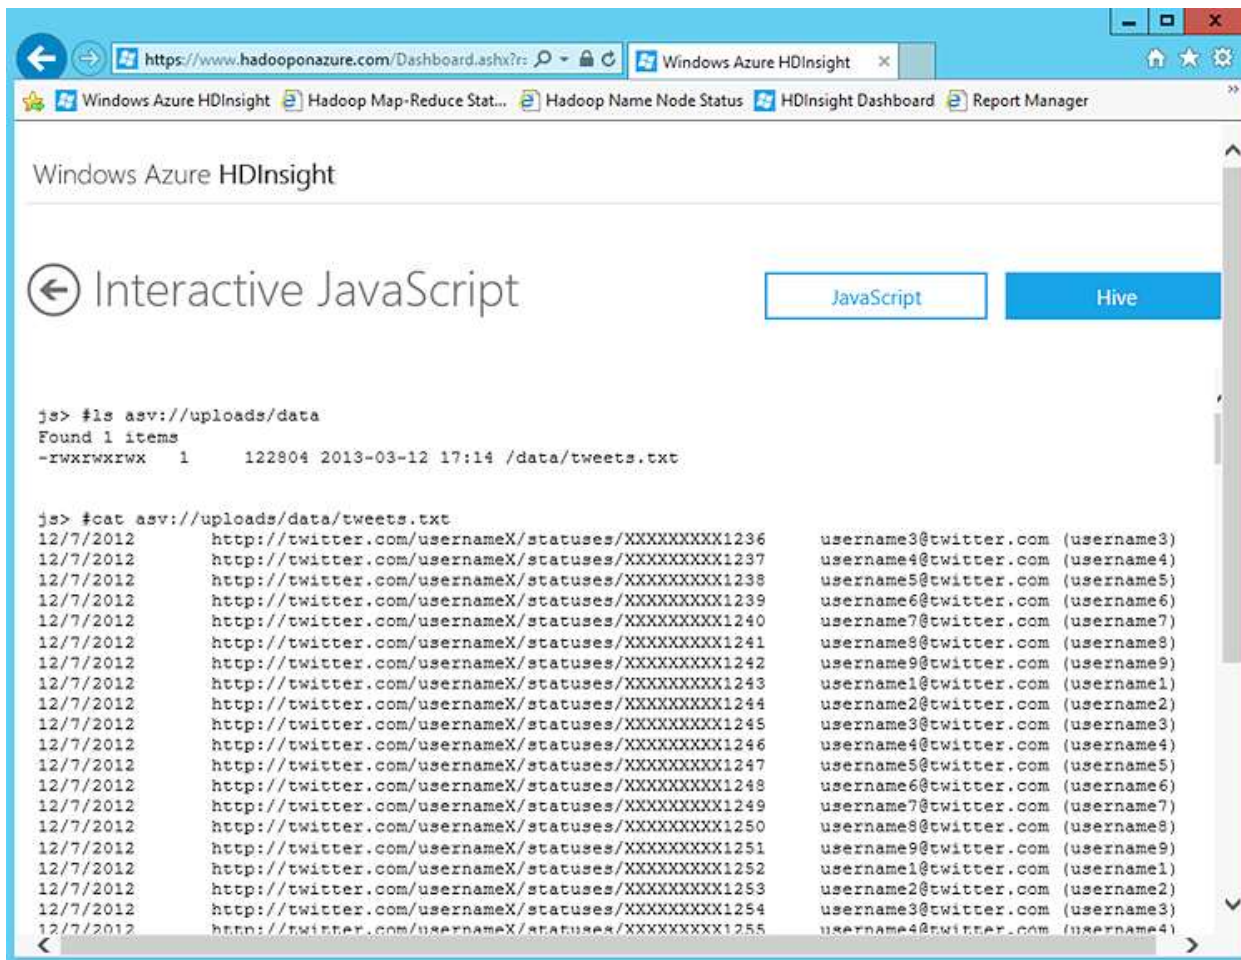 https://www.hadooponazure.com/Dashboard.ashx?r: Windows Azure HDInsight
Windows Azure HDInsight Hadoop Map-Reduce Stat... Hadoop Name Node Status HDInsight Dashboard Report Manager
Windows Azure HDInsight
Interactive JavaScript JavaScript Hive
js> #ls asv://uploads/data
Found 1 items
-rwxrwxrwx 1 122804 2013-03-12 17:14 /data/tweets.txt
js> #cat asv://uploads/data/tweets.txt
12/7/2012 http://twitter.com/usernameX/statuses/XXXXXXXXX1236 username3@twitter.com (username3)
12/7/2012 http://twitter.com/usernameX/statuses/XXXXXXXXX1237 username4@twitter.com (username4)
12/7/2012 http://twitter.com/usernameX/statuses/XXXXXXXXX1238 username5@twitter.com (username5)
12/7/2012 http://twitter.com/usernameX/statuses/XXXXXXXXX1239 username6@twitter.com (username6)
12/7/2012 http://twitter.com/usernameX/statuses/XXXXXXXXX1240 username7@twitter.com (username7)
12/7/2012 http://twitter.com/usernameX/statuses/XXXXXXXXX1241 username8@twitter.com (username8)
12/7/2012 http://twitter.com/usernameX/statuses/XXXXXXXXX1242 username9@twitter.com (username9)
12/7/2012 http://twitter.com/usernameX/statuses/XXXXXXXXX1243 username1@twitter.com (username1)
12/7/2012 http://twitter.com/usernameX/statuses/XXXXXXXXX1244 username2@twitter.com (username2)
12/7/2012 http://twitter.com/usernameX/statuses/XXXXXXXXX1245 username3@twitter.com (username3)
12/7/2012 http://twitter.com/usernameX/statuses/XXXXXXXXX1246 username4@twitter.com (username4)
12/7/2012 http://twitter.com/usernameX/statuses/XXXXXXXXX1247 username5@twitter.com (username5)
12/7/2012 http://twitter.com/usernameX/statuses/XXXXXXXXX1248 username6@twitter.com (username6)
12/7/2012 http://twitter.com/usernameX/statuses/XXXXXXXXX1249 username7@twitter.com (username7)
12/7/2012 http://twitter.com/usernameX/statuses/XXXXXXXXX1250 username8@twitter.com (username8)
12/7/2012 http://twitter.com/usernameX/statuses/XXXXXXXXX1251 username9@twitter.com (username9)
12/7/2012 http://twitter.com/usernameX/statuses/XXXXXXXXX1252 username1@twitter.com (username1)
12/7/2012 http://twitter.com/usernameX/statuses/XXXXXXXXX1253 username2@twitter.com (username2)
12/7/2012 http://twitter.com/usernameX/statuses/XXXXXXXXX1254 username3@twitter.com (username3)
12/7/2012 http://twitter.com/usernameX/statuses/XXXXXXXXX1255 username4@twitter.com (username4)